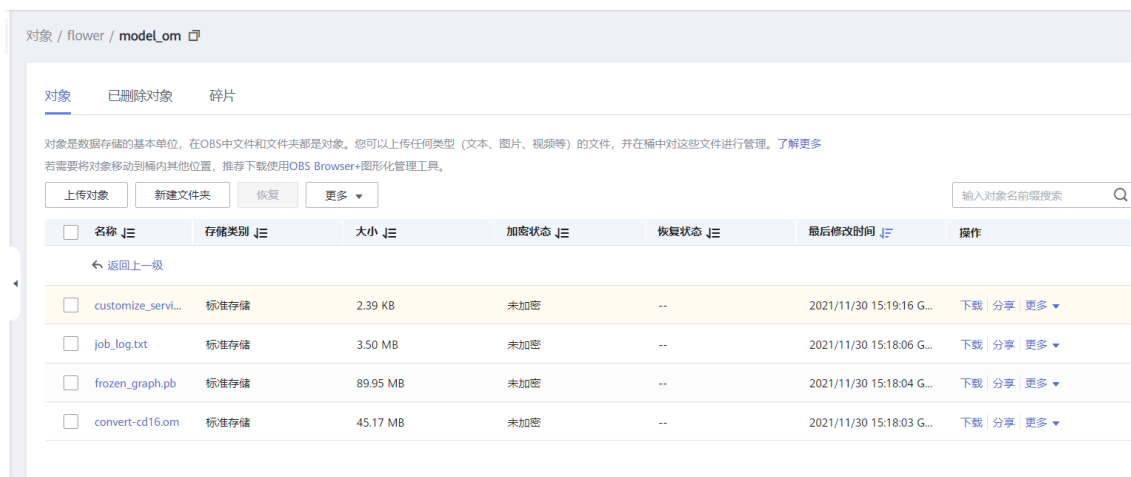 对象 / flower / model_om
对象 已删除对象 碎片
对象是数据存储的基本单位，在OBS中文件和文件夹都是对象。您可以上传任何类型（文本、图片、视频等）的文件，并在桶中对这些文件进行管理。了解更多
若需要将对象移动到桶内其他位置，推荐下载使用OBS Browser+图形化管理工具。
上传对象 新建文件夹 恢复 更多 输入对象名前缀搜索
名称 存储类别 大小 加密状态 恢复状态 最后修改时间 操作
返回上一级
customize_servi... 标准存储 2.39 KB 未加密 -- 2021/11/30 15:19:16 G... 下载 分享 更多
job_log.txt 标准存储 3.50 MB 未加密 -- 2021/11/30 15:18:06 G... 下载 分享 更多
frozen_graph.pb 标准存储 89.95 MB 未加密 -- 2021/11/30 15:18:04 G... 下载 分享 更多
convert-cd16.om 标准存储 45.17 MB 未加密 -- 2021/11/30 15:18:03 G... 下载 分享 更多